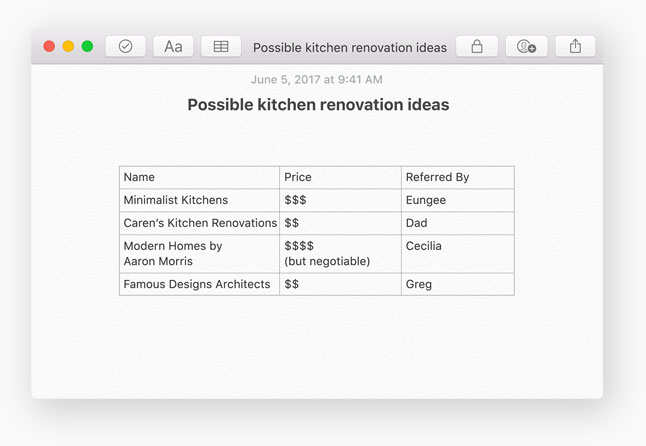 Aa
Possible kitchen renovation ideas
June 5, 2017 at 9:41 AM
Possible kitchen renovation ideas
Name Price Referred By
Minimalist Kitchens $$$ Eungee
Caren’s Kitchen Renovations $$ Dad
Modern Homes by $$$$ Cecilia
Aaron Morris (but negotiable)
Famous Designs Architects $$ Greg